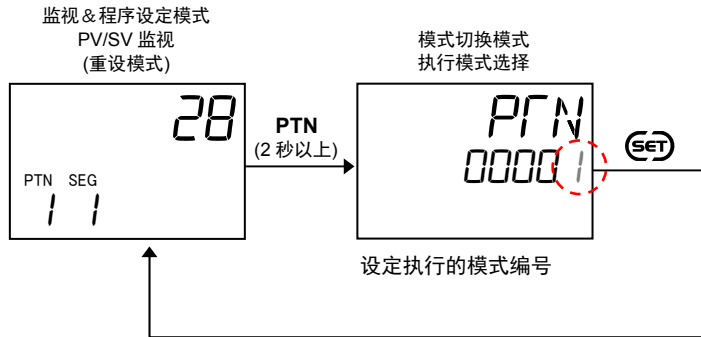 监视&程序设定模式
PV/SV 监视
(重设模式)
28
PTN SEG
1 1
PTN
(2 秒以上)
模式切换模式
执行模式选择
PTN
00001
设定执行的模式编号
SET